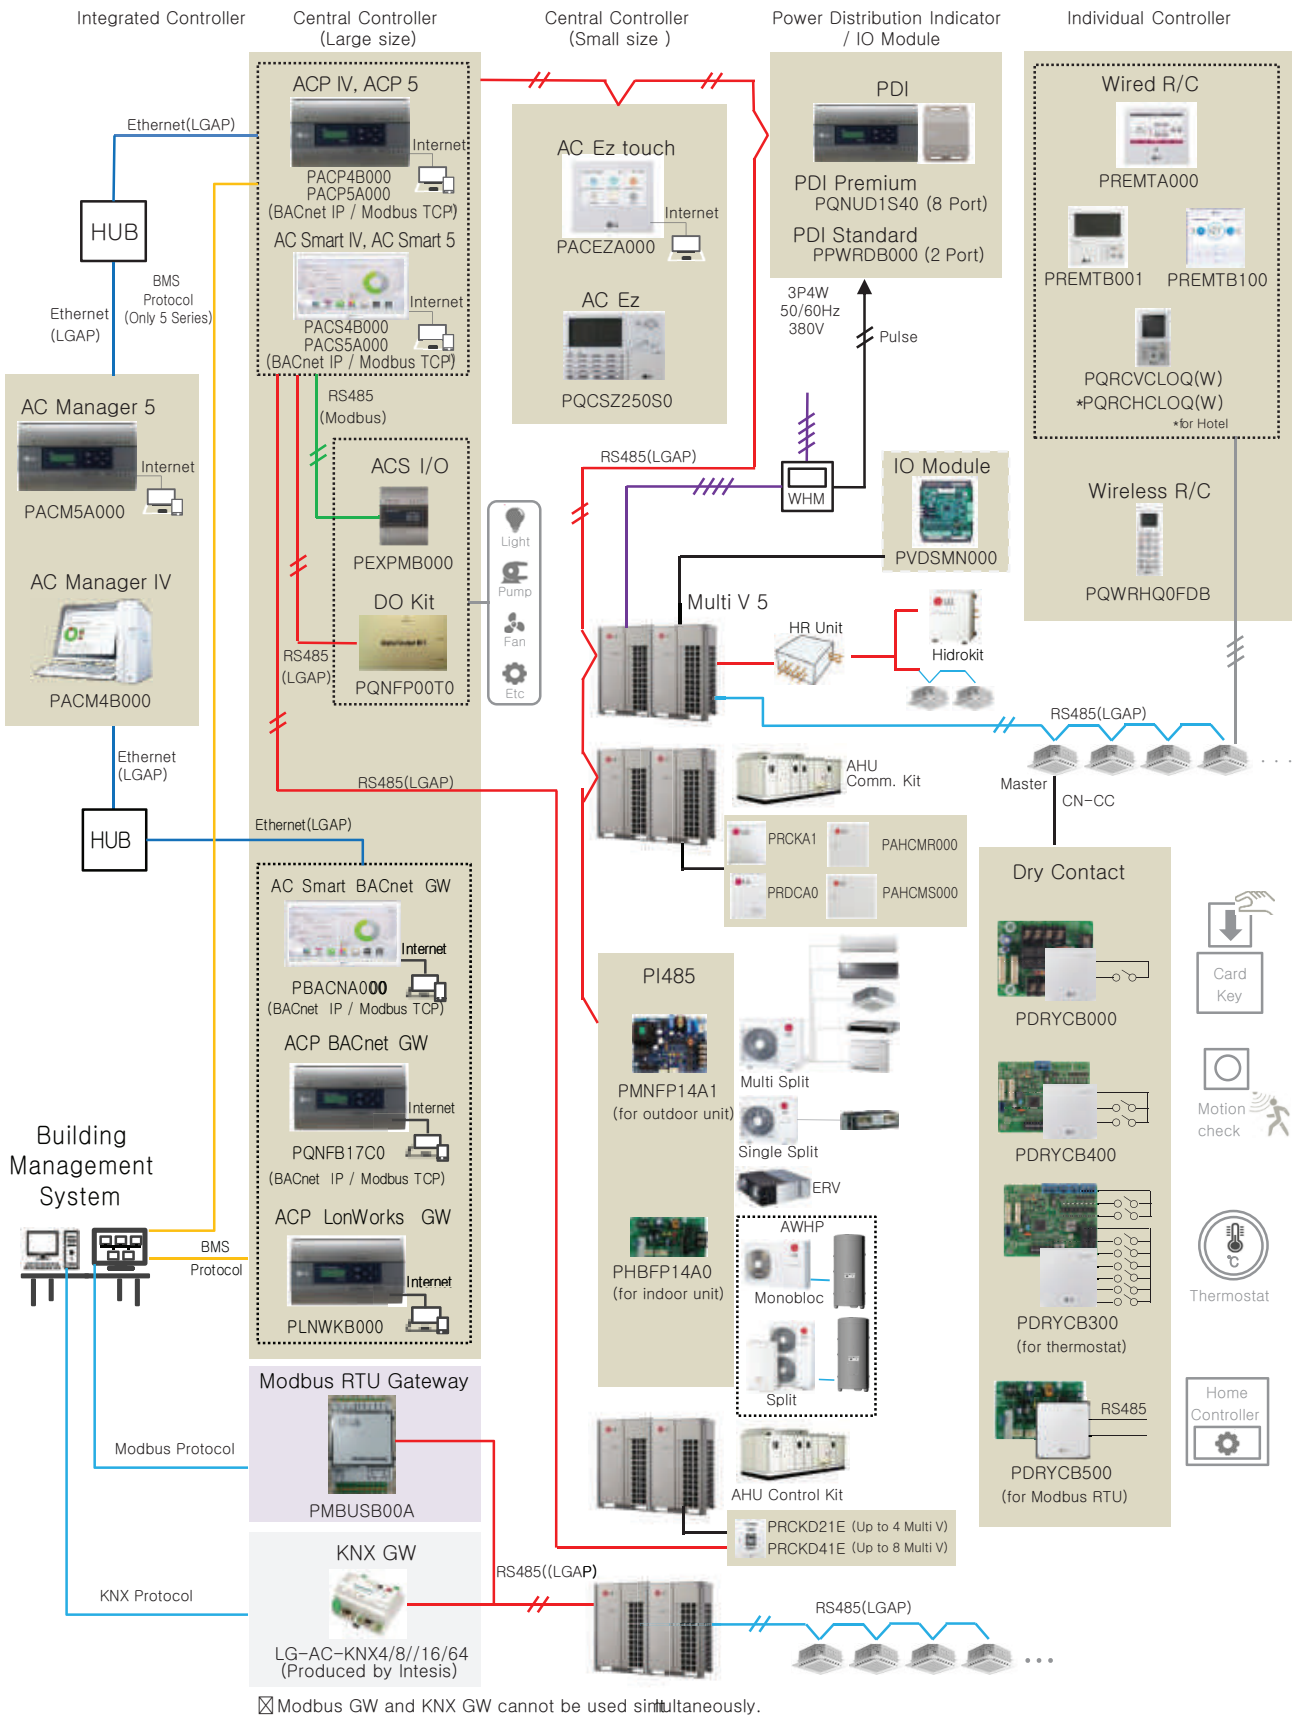 Integrated Controller
Central Controller
(Large size)
Central Controller
(Small size )
Power Distribution Indicator
/ IO Module
Individual Controller
ACP IV, ACP 5
Internet
PACP4B000
PACP5A000
(BACnet IP / Modbus TCP)
AC Smart IV, AC Smart 5
Internet
PACS4B000
PACS5A000
(BACnet IP / Modbus TCP)
Ethernet(LGAP)
HUB
Ethernet
(LGAP)
BMS
Protocol
(Only 5 Series)
AC Manager 5
Internet
PACM5A000
AC Manager IV
PACM4B000
Ethernet
(LGAP)
HUB
Ethernet(LGAP)
RS485
(Modbus)
ACS I/O
PEXPMB000
DO Kit
PQNFP00T0
RS485
(LGAP)
Light
Pump
Fan
Etc
AC Ez touch
Internet
PACEZA000
AC Ez
PQCSZ250S0
PDI
PDI Premium
PQNUD1S40 (8 Port)
PDI Standard
PPWRDB000 (2 Port)
3P4W
50/60Hz
380V
Pulse
WHM
RS485(LGAP)
IO Module
PVDSMN000
Wired R/C
PREMTA000
PREMTB001
PREMTB100
PQRCVCLOQ(W)
*PQRCHCLOQ(W)
*for Hotel
Wireless R/C
PQWRHQ0FDB
Multi V 5
HR Unit
Hidrokit
RS485(LGAP)
Master
CN-CC
RS485(LGAP)
AHU
Comm. Kit
PRCKA1
PAHCMR000
PRDCA0
PAHCMS000
AC Smart BACnet GW
Internet
PBACNA000
(BACnet IP / Modbus TCP)
ACP BACnet GW
Internet
PQNFB17C0
(BACnet IP / Modbus TCP)
ACP LonWorks GW
Internet
PLNWKB000
Building
Management
System
BMS
Protocol
PI485
PMNFP14A1
(for outdoor unit)
PHBFP14A0
(for indoor unit)
Multi Split
Single Split
ERV
AWHP
Monobloc
Split
Dry Contact
PDRYCB000
PDRYCB400
PDRYCB300
(for thermostat)
RS485
PDRYCB500
(for Modbus RTU)
Card
Key
Motion
check
°C
Thermostat
Home
Controller
Modbus RTU Gateway
PMBUSB00A
Modbus Protocol
KNX GW
LG-AC-KNX4/8//16/64
(Produced by Intesis)
KNX Protocol
RS485((LGAP)
AHU Control Kit
PRCKD21E (Up to 4 Multi V)
PRCKD41E (Up to 8 Multi V)
RS485(LGAP)
Modbus GW and KNX GW cannot be used simultaneously.